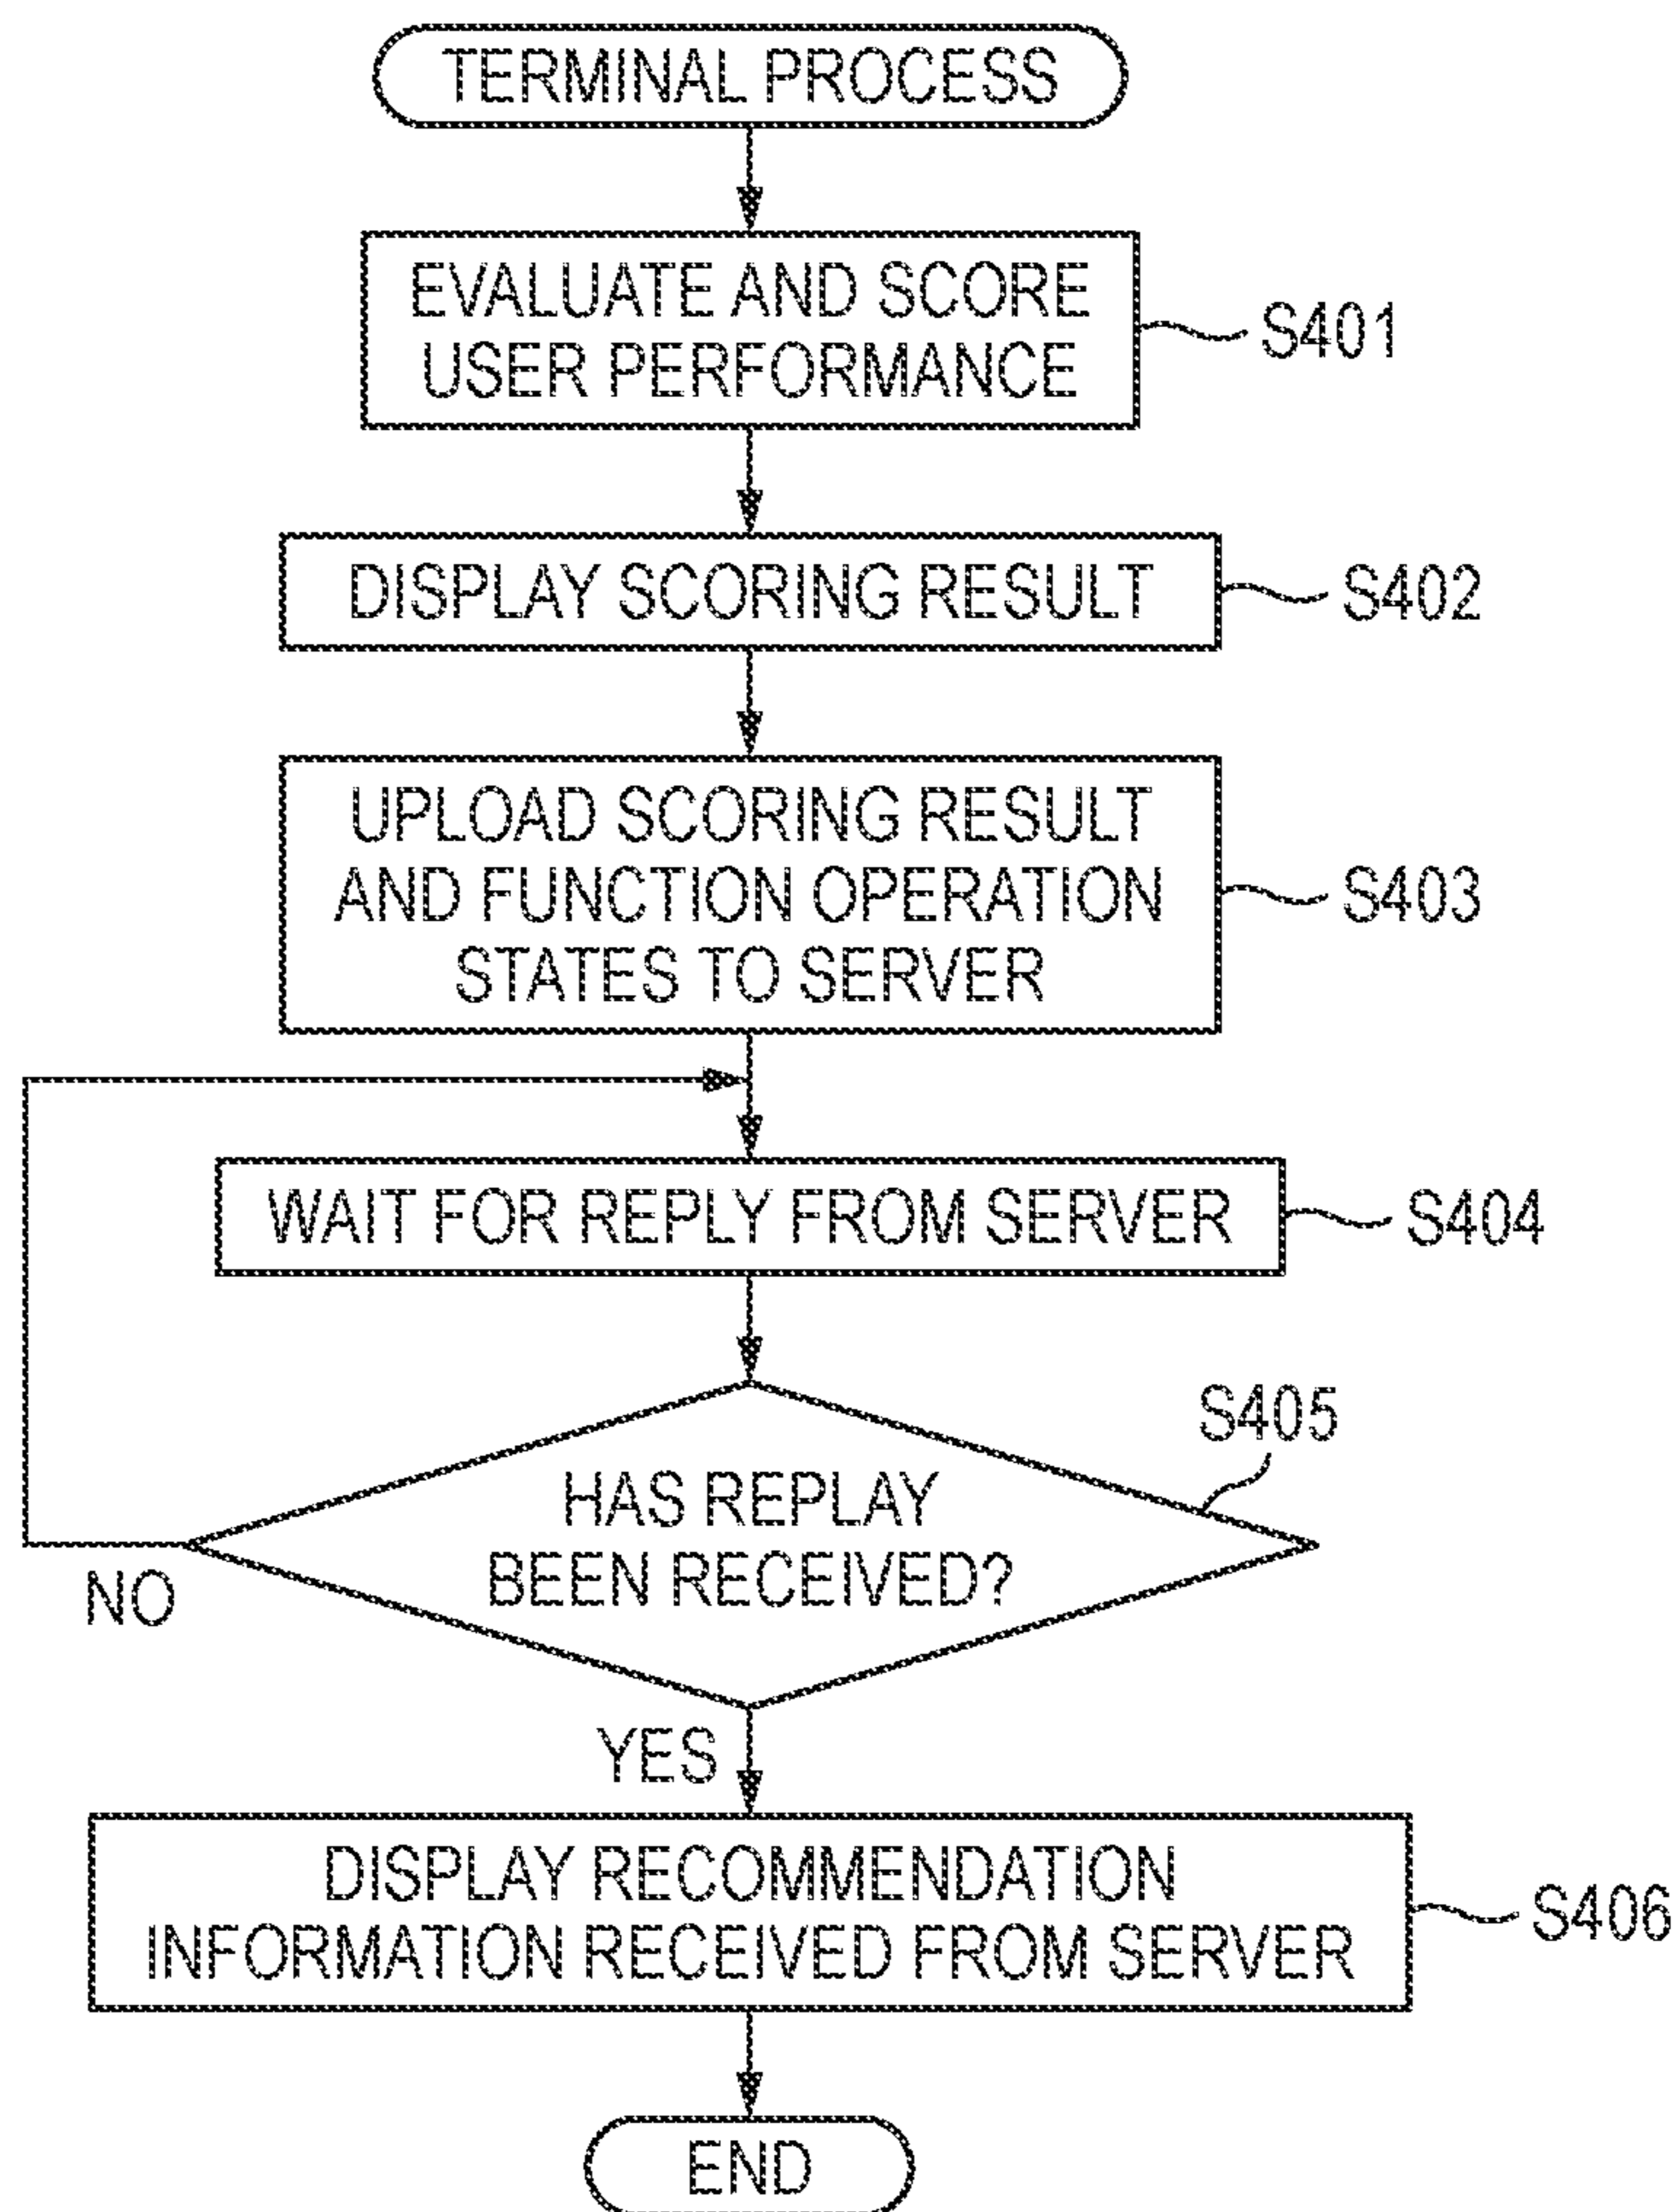 TERMINAL PROCESS
EVALUATE AND SCORE
USER PERFORMANCE
S401
DISPLAY SCORING RESULT
S402
UPLOAD SCORING RESULT
AND FUNCTION OPERATION
STATES TO SERVER
S403
WAIT FOR REPLY FROM SERVER
S404
S405
HAS REPLAY
BEEN RECEIVED?
NO
YES
DISPLAY RECOMMENDATION
INFORMATION RECEIVED FROM SERVER
S406
END